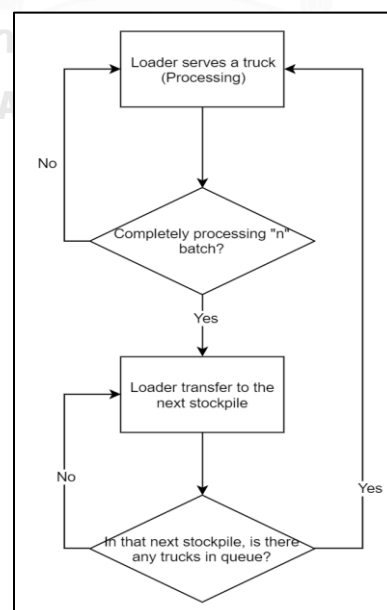 Loader serves a truck
(Processing)
No
Completely processing "n"
batch?
Yes
Loader transfer to the
next stockpile
No
Yes
In that next stockpile, is there
any trucks in queue?